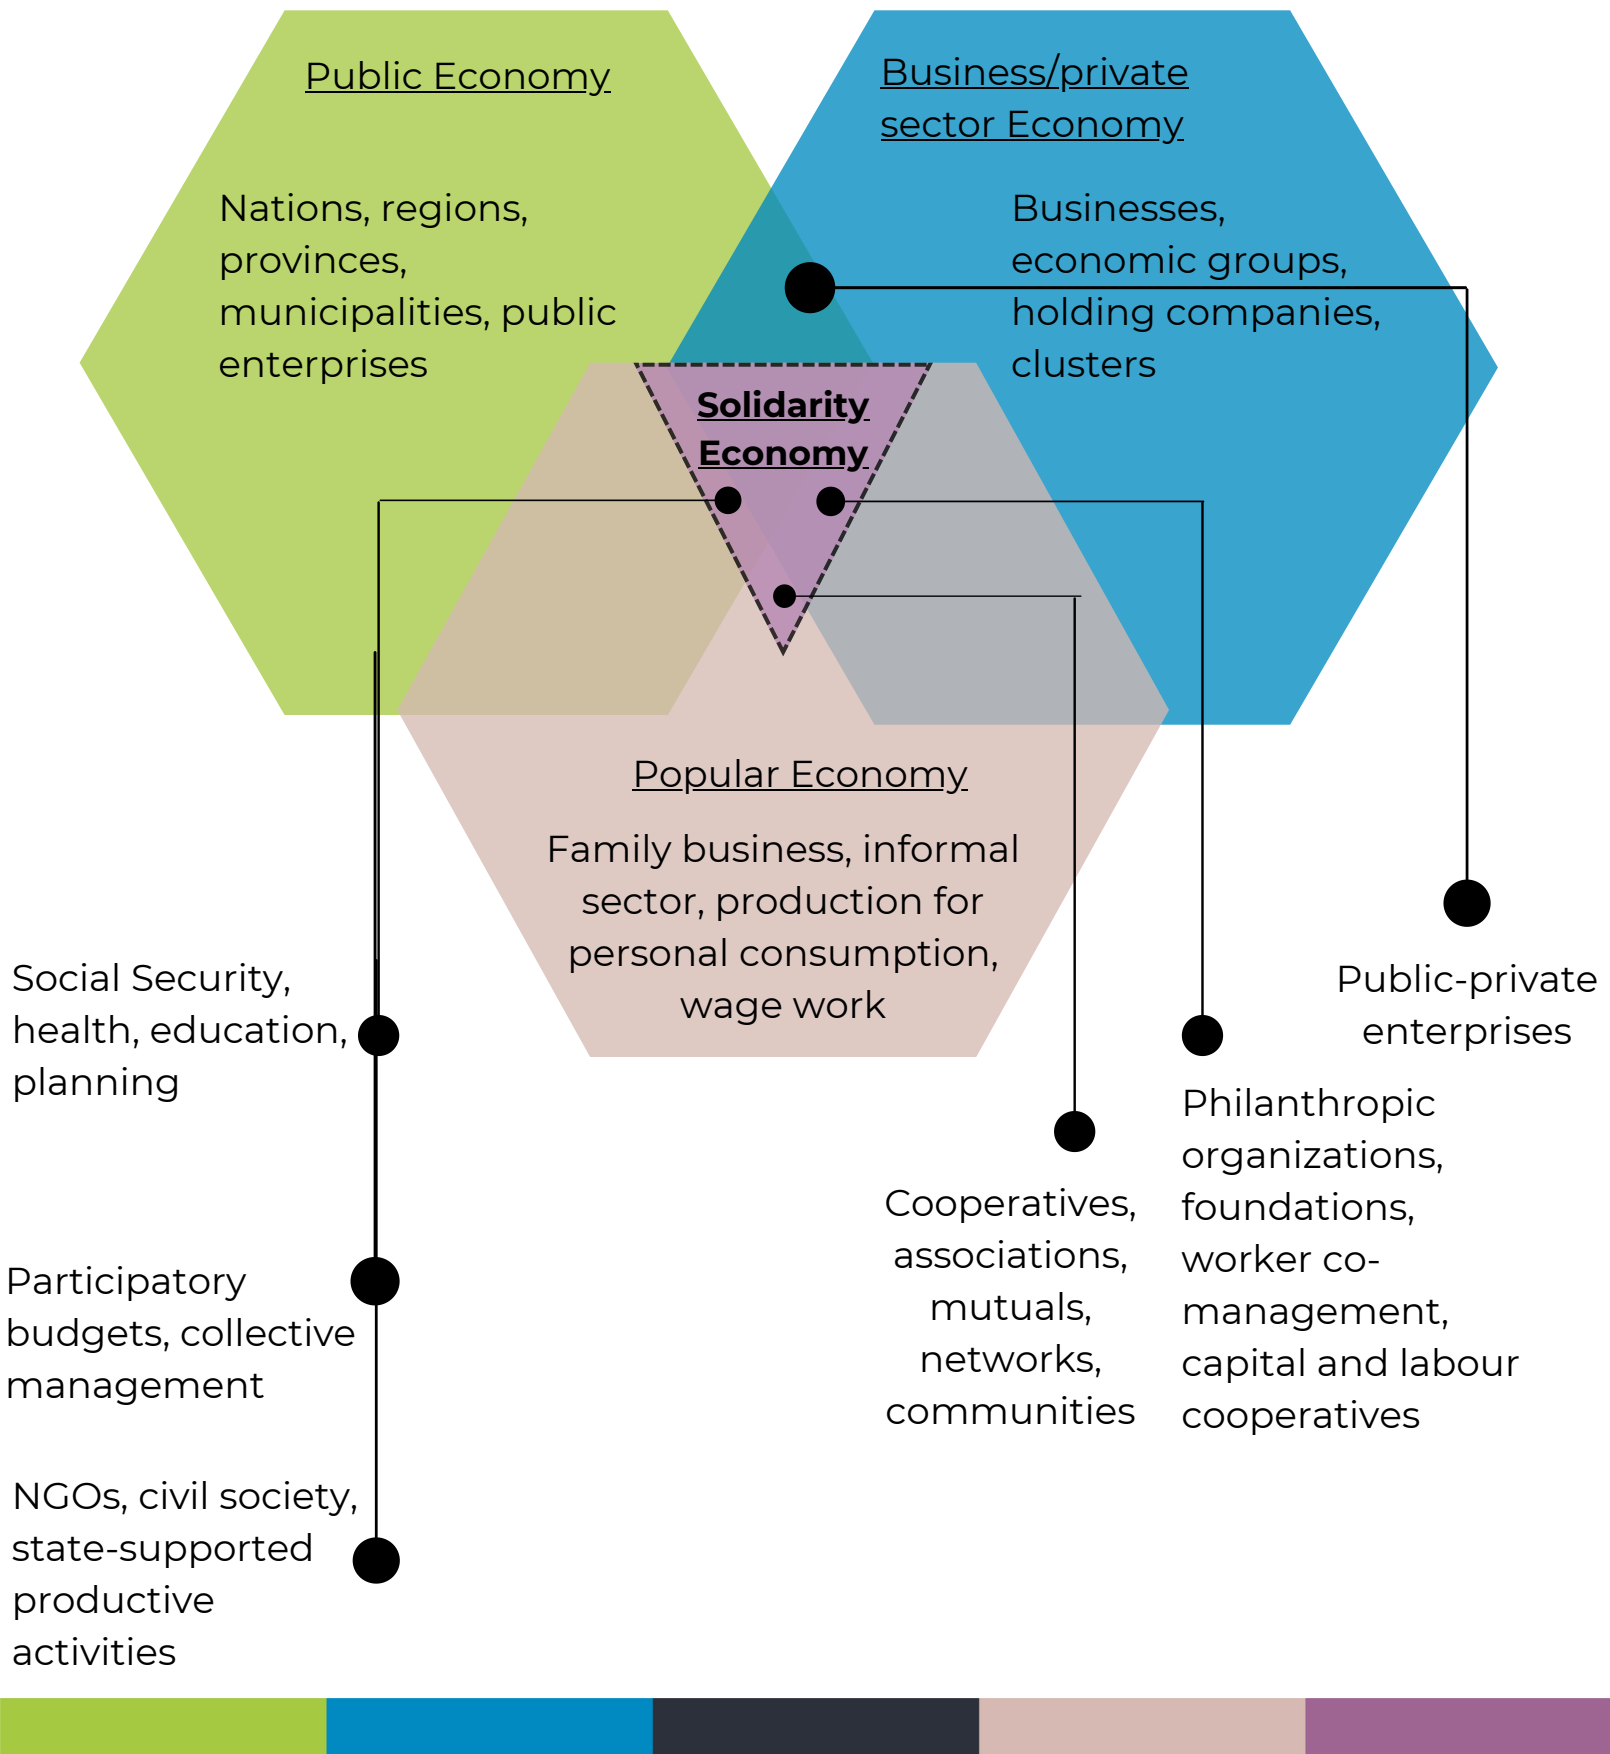 Public Economy
Nations, regions,
provinces,
municipalities, public
enterprises
Business/private
sector Economy
Businesses,
economic groups,
holding companies,
clusters
Solidarity
Economy
Popular Economy
Family business, informal
sector, production for
personal consumption,
wage work
Social Security,
health, education,
planning
Participatory
budgets, collective
management
NGOs, civil society,
state-supported
productive
activities
Cooperatives,
associations,
mutuals,
networks,
communities
Philanthropic
organizations,
foundations,
worker co-
management,
capital and labour
cooperatives
Public-private
enterprises